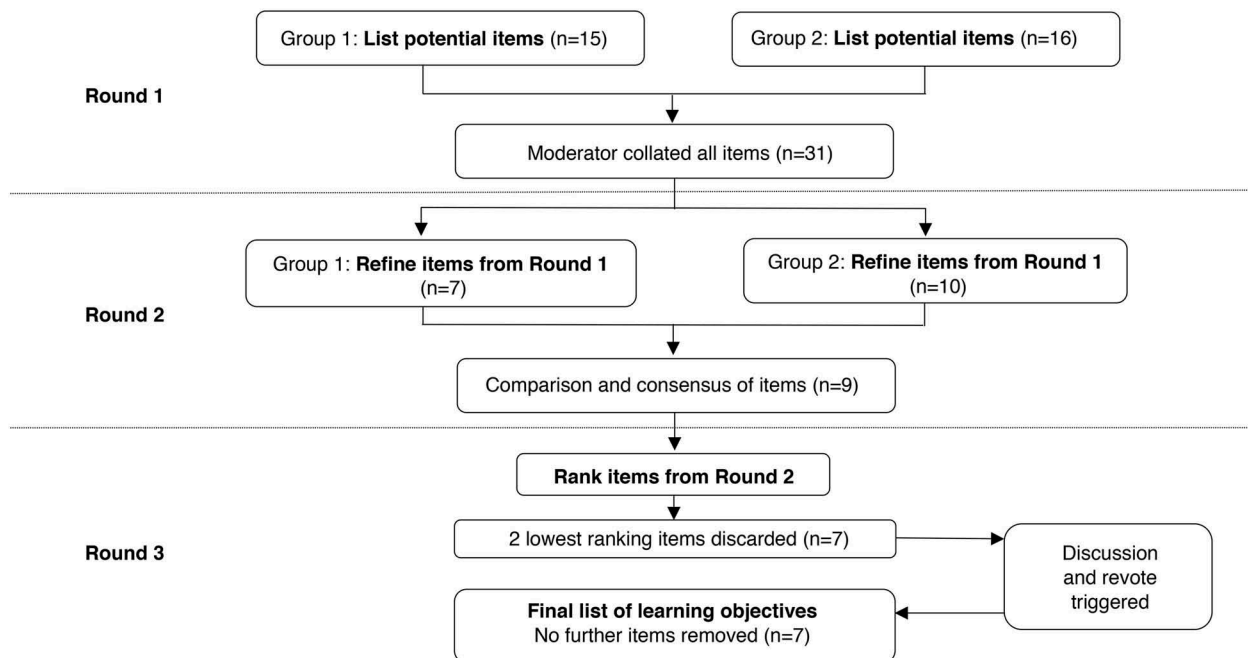 Group 1: List potential items (n=15)
Group 2: List potential items (n=16)
Round 1
Moderator collated all items (n=31)
Group 1: Refine items from Round 1
(n=7)
Group 2: Refine items from Round 1
(n=10)
Round 2
Comparison and consensus of items (n=9)
Rank items from Round 2
2 lowest ranking items discarded (n=7)
Round 3
Discussion
and revote
triggered
Final list of learning objectives
No further items removed (n=7)